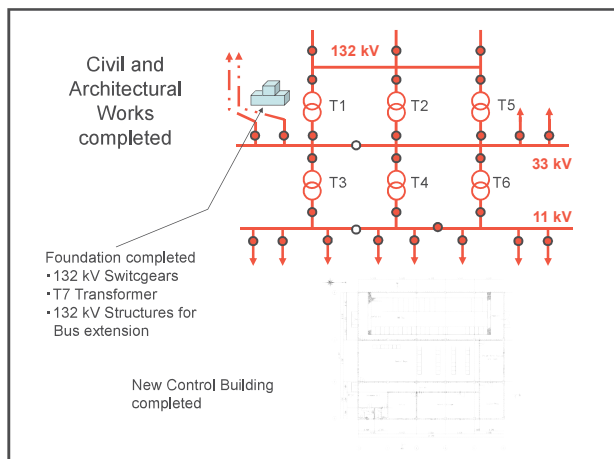 Civil and
Architectural
Works
completed
132 kV
T1
T2
T5
33 kV
T3
T4
T6
11 kV
Foundation completed
▪132 kV Switcgears
▪T7 Transformer
▪132 kV Structures for
Bus extension
New Control Building
completed